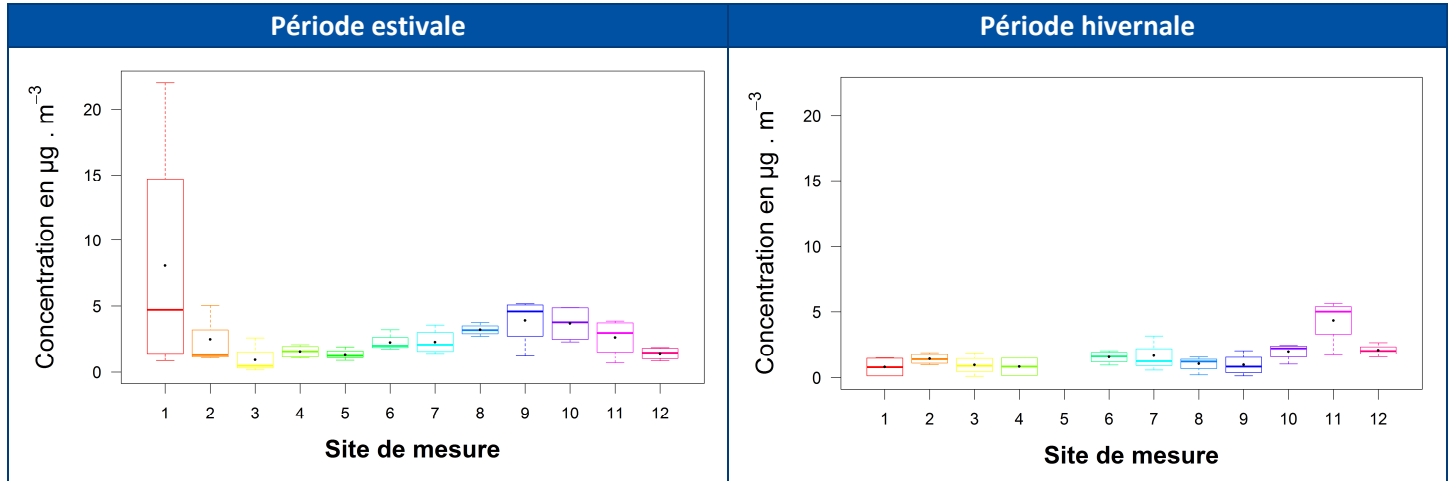 Période estivale
Période hivernale
Concentration en µg . m⁻³
20
15
10
5
0
1 2 3 4 5 6 7 8 9 10 11 12
Site de mesure
Concentration en µg . m⁻³
20
15
10
5
0
1 2 3 4 5 6 7 8 9 10 11 12
Site de mesure